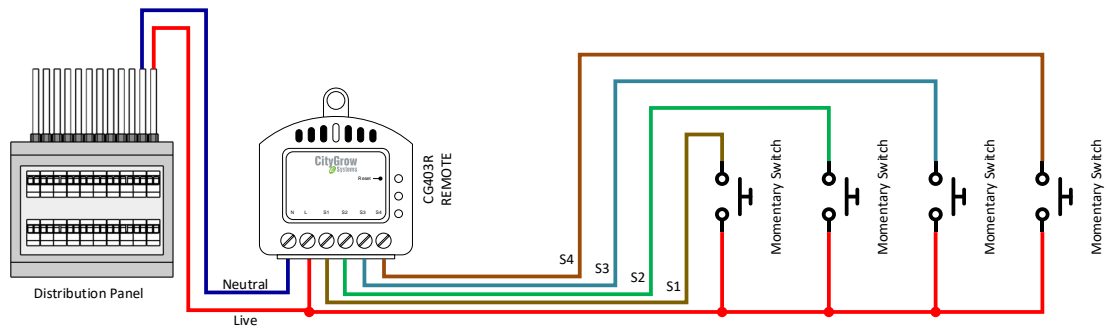 CityGrow
Systems
Reset
N L S1 S2 S3 S4
CG403R
REMOTE
Distribution Panel
Neutral
Live
S4
S3
S2
S1
Momentary Switch
Momentary Switch
Momentary Switch
Momentary Switch